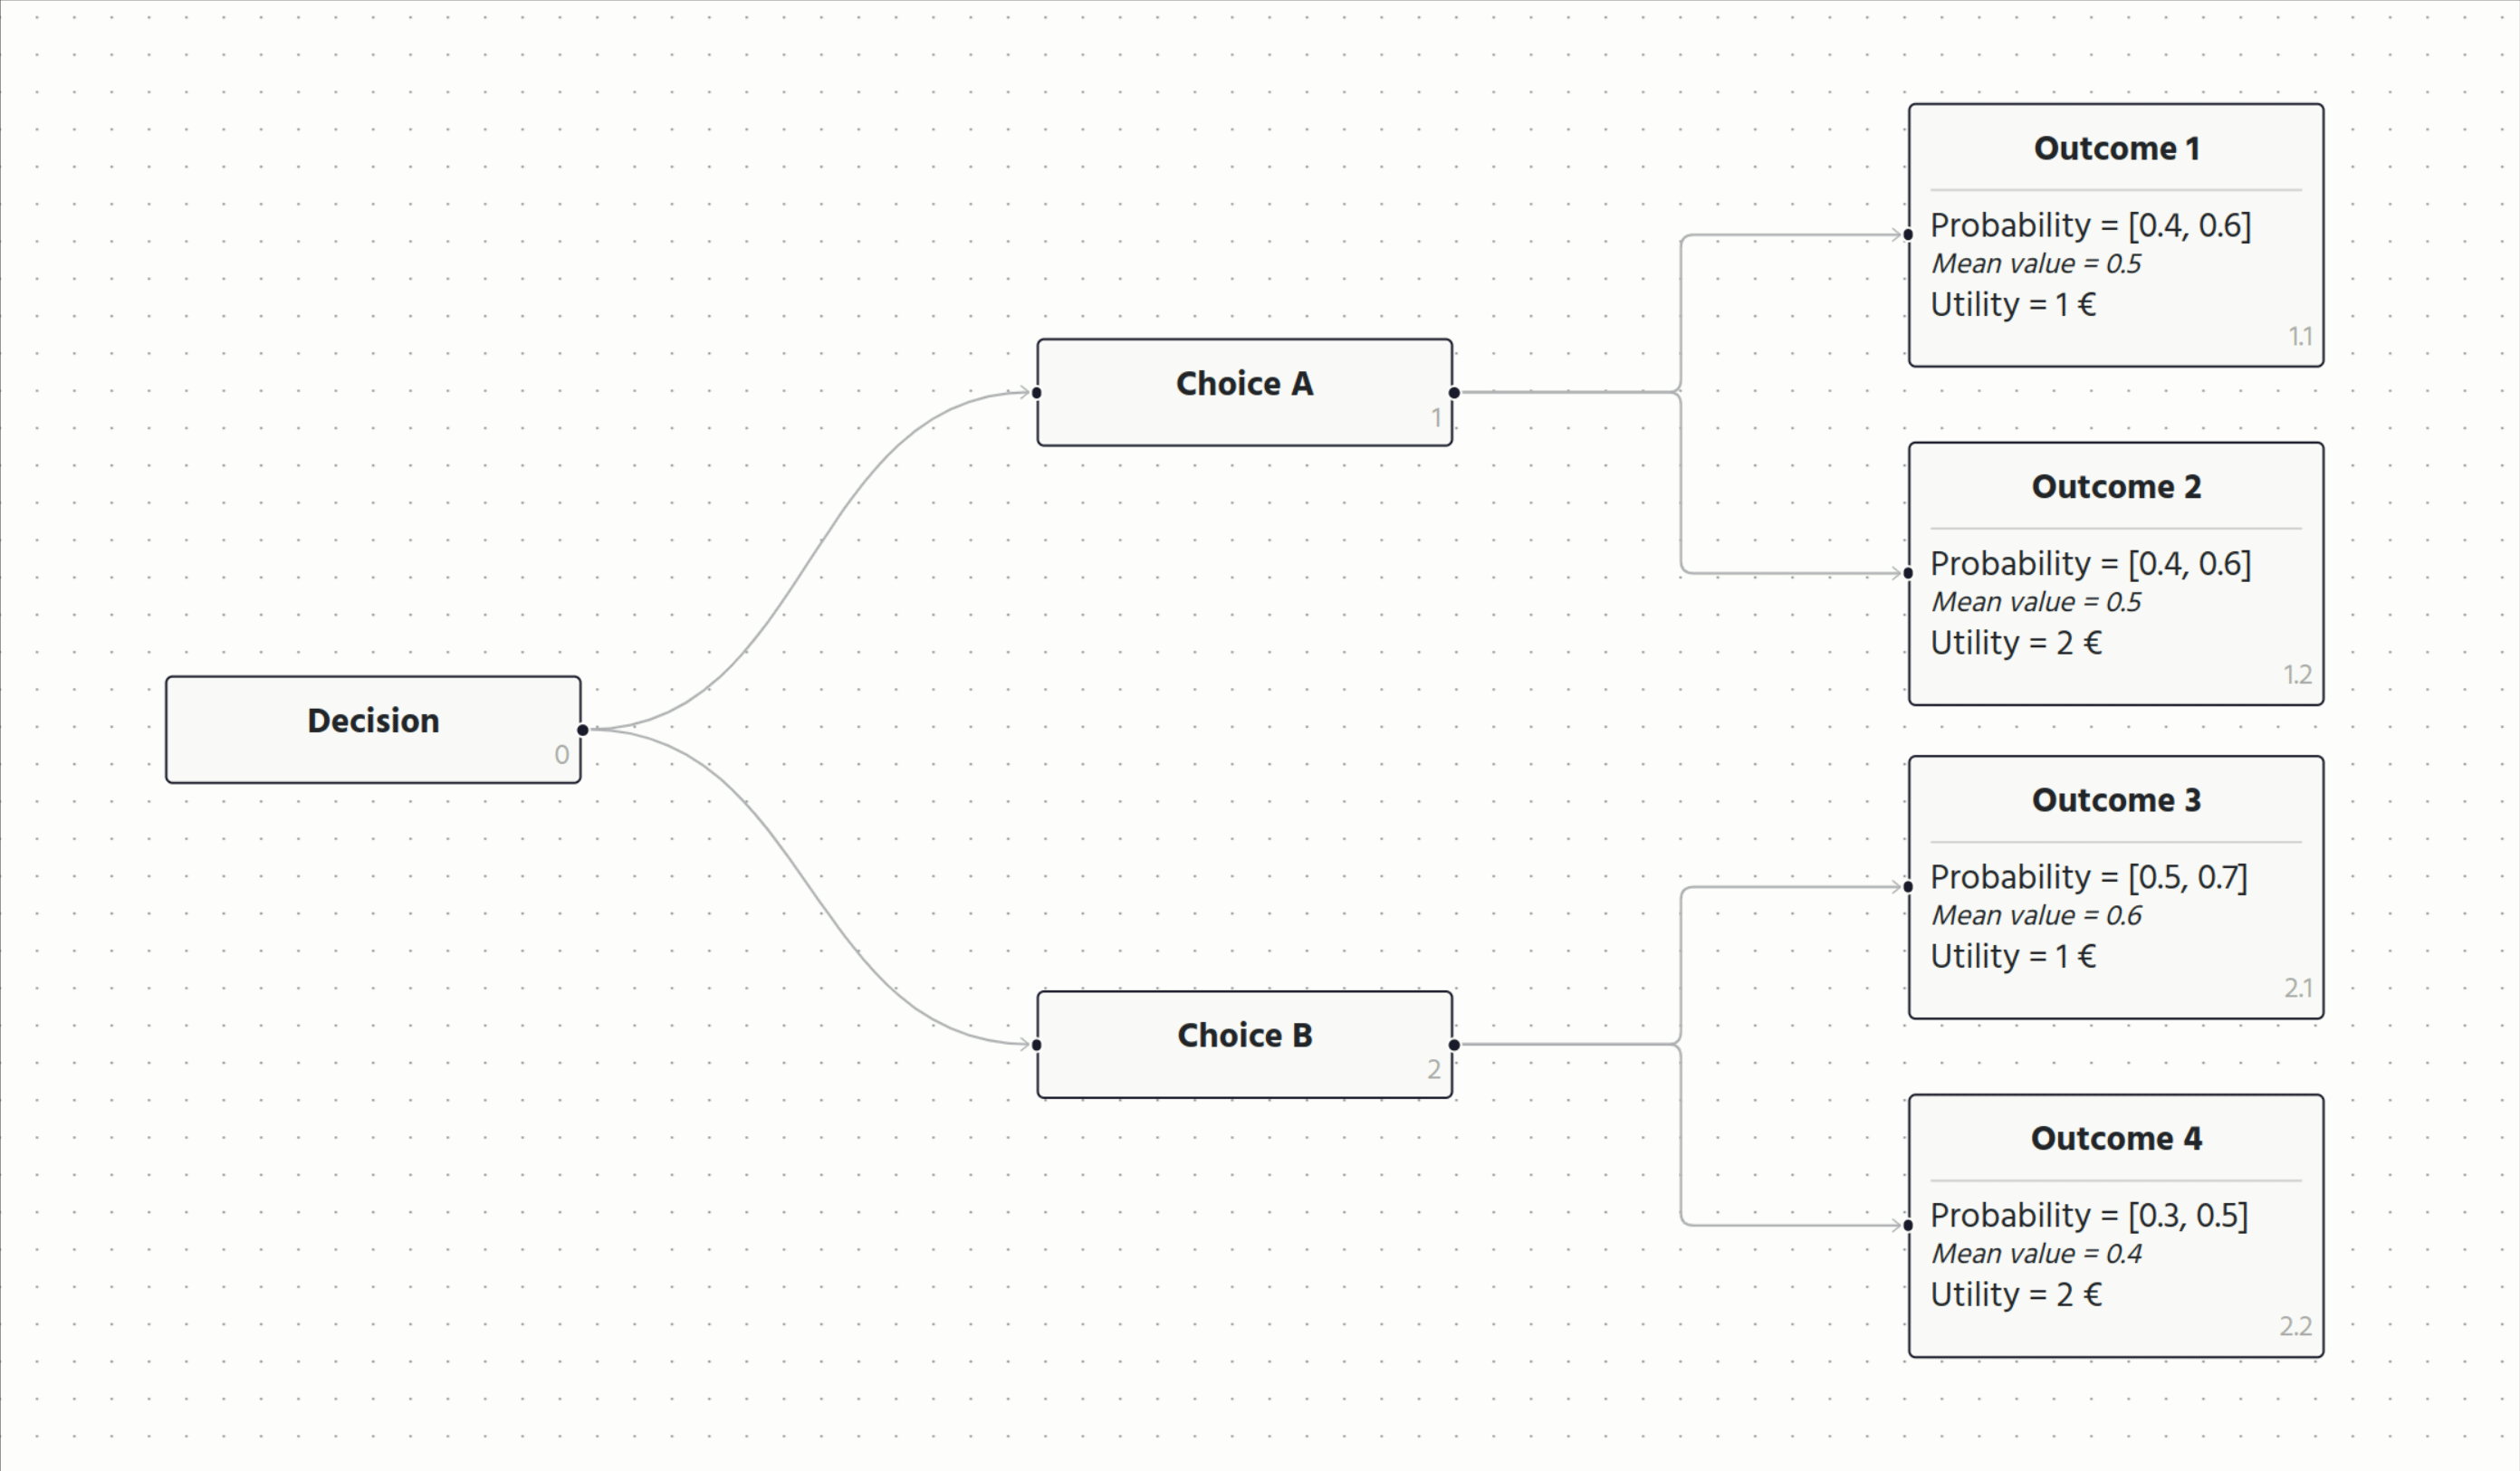 Decision
0
Choice A
1
Outcome 1
Probability = [0.4, 0.6]
Mean value = 0.5
Utility = 1 €
1.1
Outcome 2
Probability = [0.4, 0.6]
Mean value = 0.5
Utility = 2 €
1.2
Choice B
2
Outcome 3
Probability = [0.5, 0.7]
Mean value = 0.6
Utility = 1 €
2.1
Outcome 4
Probability = [0.3, 0.5]
Mean value = 0.4
Utility = 2 €
2.2